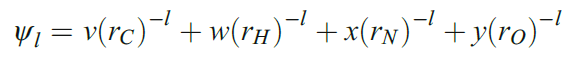 ψ_l = v(r_C)^{-l} + w(r_H)^{-l} + x(r_N)^{-l} + y(r_O)^{-l}